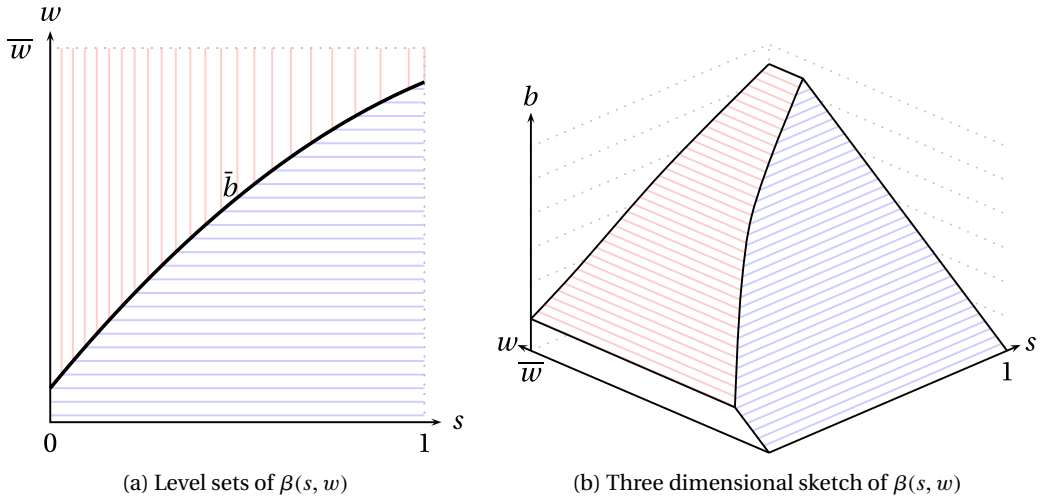 w
w̅
b̄
0
1
s
(a) Level sets of β(s, w)
b
w
w̅
s
1
(b) Three dimensional sketch of β(s, w)